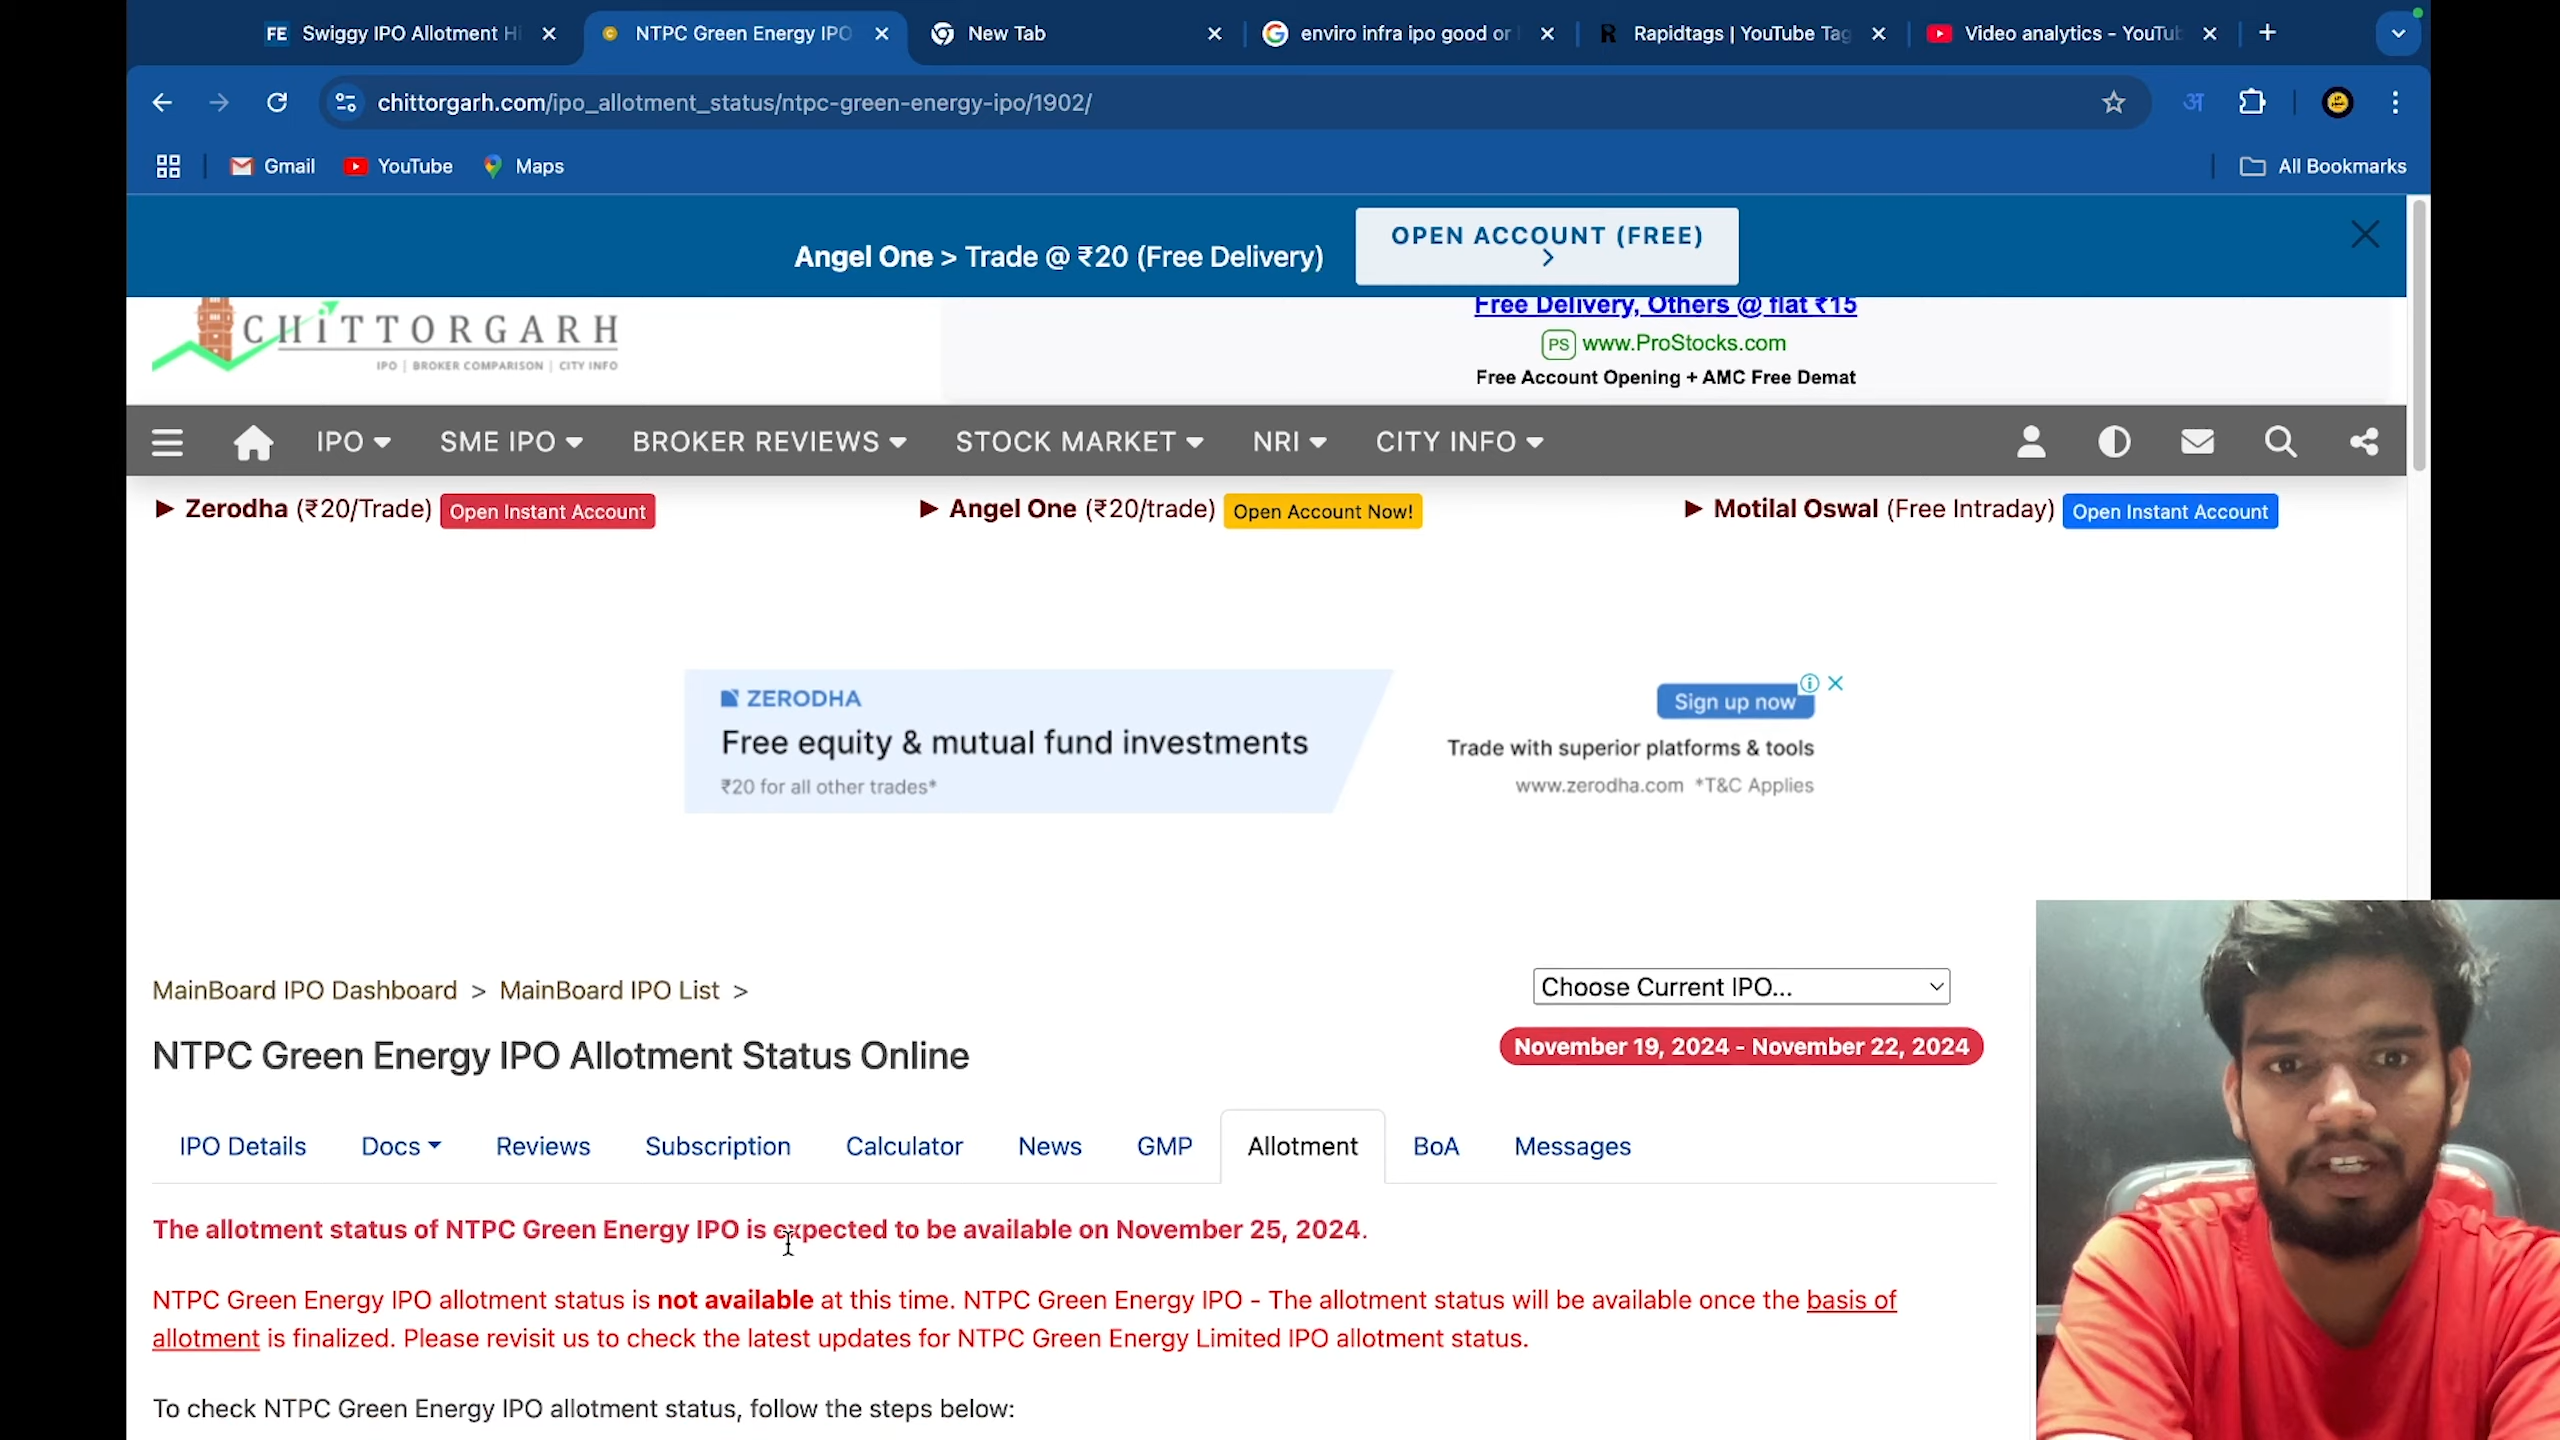 Swiggy IPO Allotment Hi
NTPC Green Energy IPO
New Tab
enviro infra ipo good or
Rapidtags | YouTube Tag
Video analytics - YouTub
chittorgarh.com/ipo_allotment_status/ntpc-green-energy-ipo/1902/
अ
Gmail
YouTube
Maps
All Bookmarks
Angel One > Trade @ ₹20 (Free Delivery)
OPEN ACCOUNT (FREE)
CHITTORGARH
IPO | BROKER COMPARISON | CITY INFO
Free Delivery, Others @ flat ₹15
PS www.ProStocks.com
Free Account Opening + AMC Free Demat
IPO SME IPO BROKER REVIEWS STOCK MARKET NRI CITY INFO
► Zerodha (₹20/Trade) Open Instant Account
► Angel One (₹20/trade) Open Account Now!
► Motilal Oswal (Free Intraday) Open Instant Account
ZERODHA
Free equity & mutual fund investments
₹20 for all other trades*
Sign up now
Trade with superior platforms & tools
www.zerodha.com *T&C Applies
MainBoard IPO Dashboard > MainBoard IPO List >
Choose Current IPO...
NTPC Green Energy IPO Allotment Status Online
November 19, 2024 - November 22, 2024
IPO Details Docs Reviews Subscription Calculator News GMP Allotment BoA Messages
The allotment status of NTPC Green Energy IPO is expected to be available on November 25, 2024.
NTPC Green Energy IPO allotment status is not available at this time. NTPC Green Energy IPO - The allotment status will be available once the basis of
allotment is finalized. Please revisit us to check the latest updates for NTPC Green Energy Limited IPO allotment status.
To check NTPC Green Energy IPO allotment status, follow the steps below: